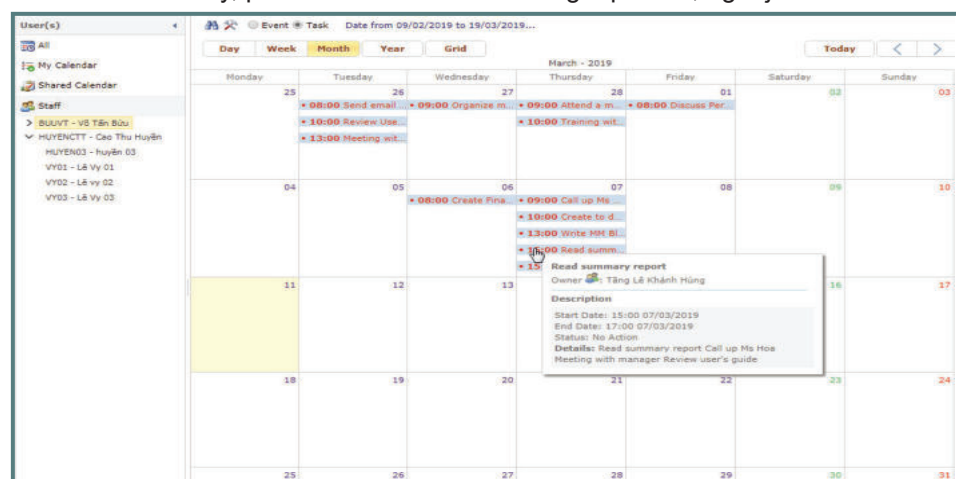 User(s)
Event Task Date from 09/02/2019 to 19/03/2019...
All
My Calendar
Shared Calendar
Staff
BUUVT - Võ Tấn Bửu
HUYENCTT - Cao Thu Huyền
HUYEN03 - huyền 03
VY01 - Lê Vy 01
VY02 - Lê vy 02
VY03 - Lê Vy 03
Day Week Month Year Grid Today
March - 2019
Monday Tuesday Wednesday Thursday Friday Saturday Sunday
25 26 27 28 01 02 03
08:00 Send email... 09:00 Organize m... 09:00 Attend a m... 08:00 Discuss Per...
10:00 Review Use... 10:00 Training wit...
13:00 Meeting wit...
04 05 06 07 08 09 10
08:00 Create Fina... 09:00 Call up Ms ...
10:00 Create to d...
13:00 Write MM Bl...
15:00 Read summ...
15
Read summary report
Owner : Tăng Lê Khánh Hùng
Description
Start Date: 15:00 07/03/2019
End Date: 17:00 07/03/2019
Status: No Action
Details: Read summary report Call up Ms Hoa
Meeting with manager Review user's guide
11 12 13 16 17
18 19 20 21 22 23 24
25 26 27 28 29 30 31